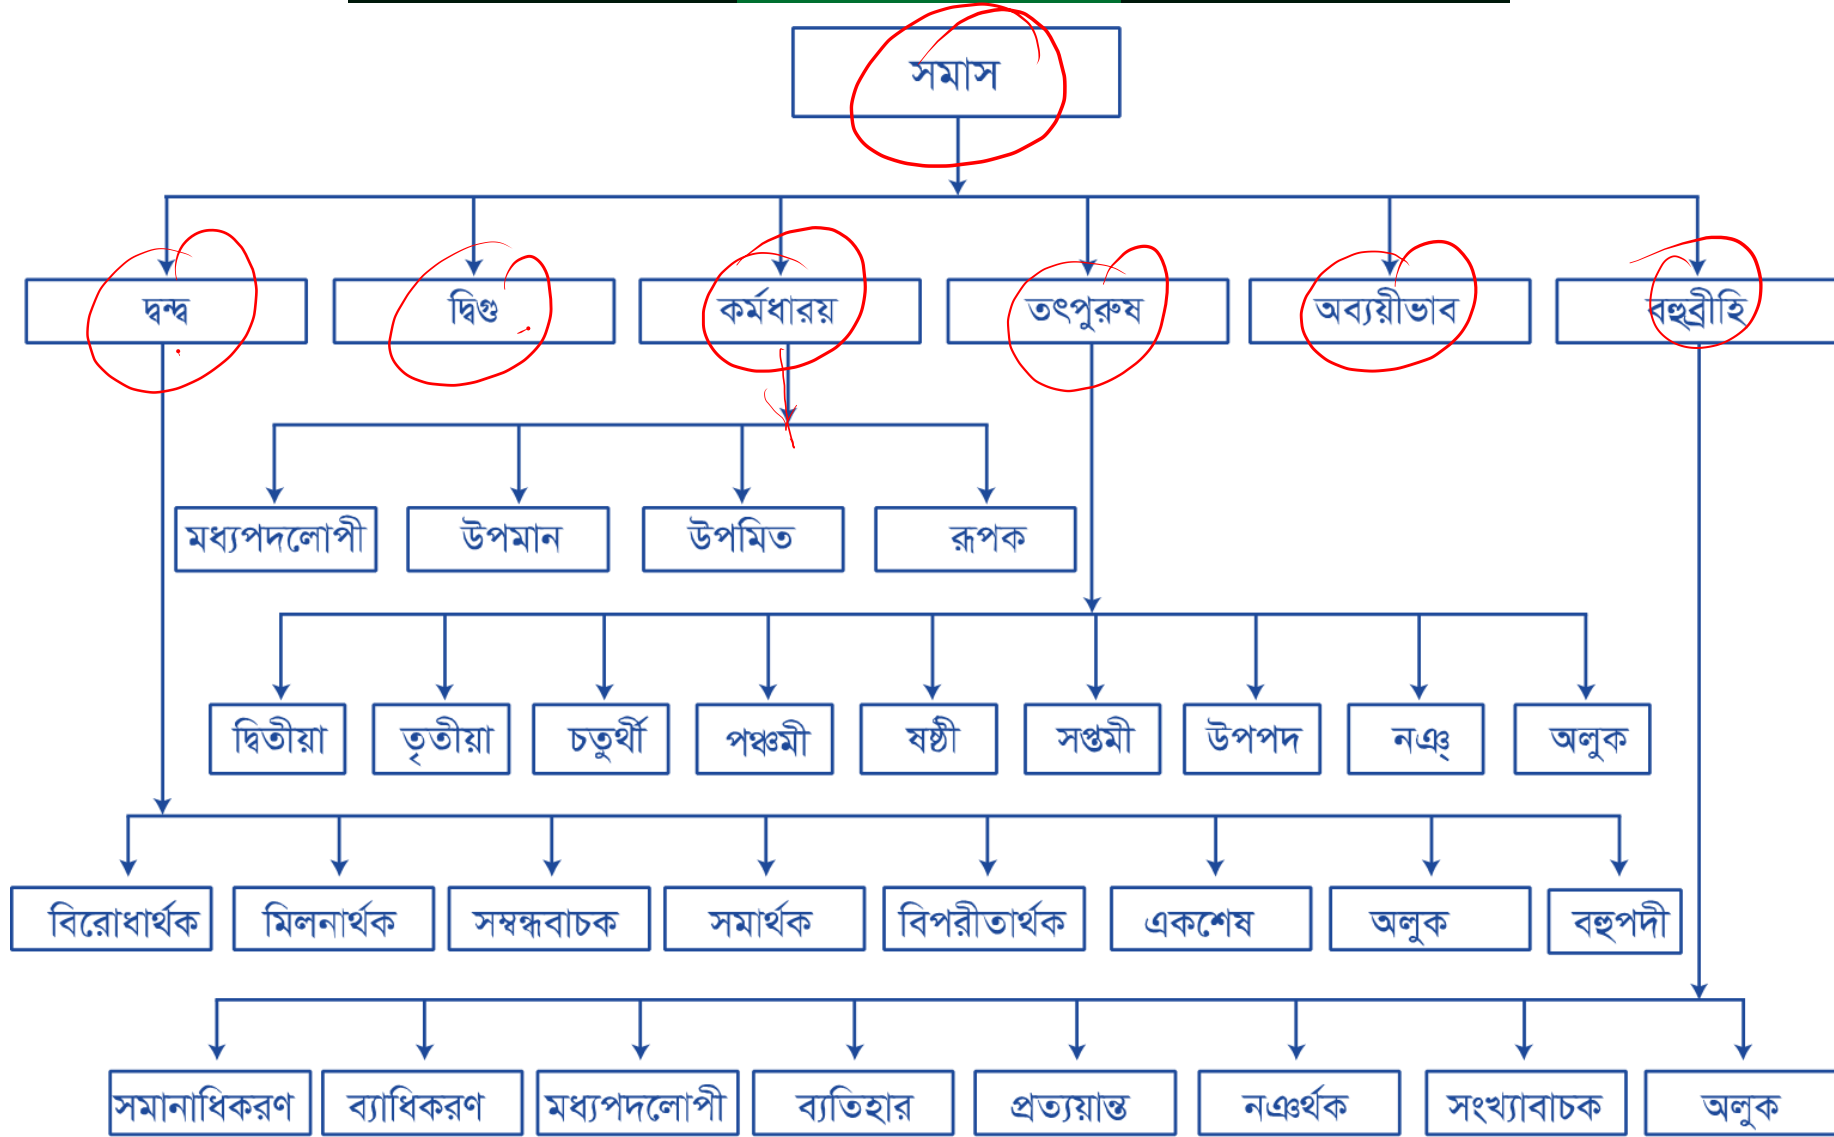 সমাস
দ্বন্দ্ব দ্বিগু কর্মধারয় তৎপুরুষ অব্যয়ীভাব বহুব্রীহি
মধ্যপদলোপী উপমান উপমিত রূপক
দ্বিতীয়া তৃতীয়া চতুর্থী পঞ্চমী ষষ্ঠী সপ্তমী উপপদ নঞ্ অলুক
বিরোধার্থক মিলনার্থক সম্বন্ধবাচক সমার্থক বিপরীতার্থক একশেষ অলুক বহুপদী
সমানাধিকরণ ব্যাধিকরণ মধ্যপদলোপী ব্যতিহার প্রত্যয়ান্ত নঞর্থক সংখ্যাবাচক অলুক